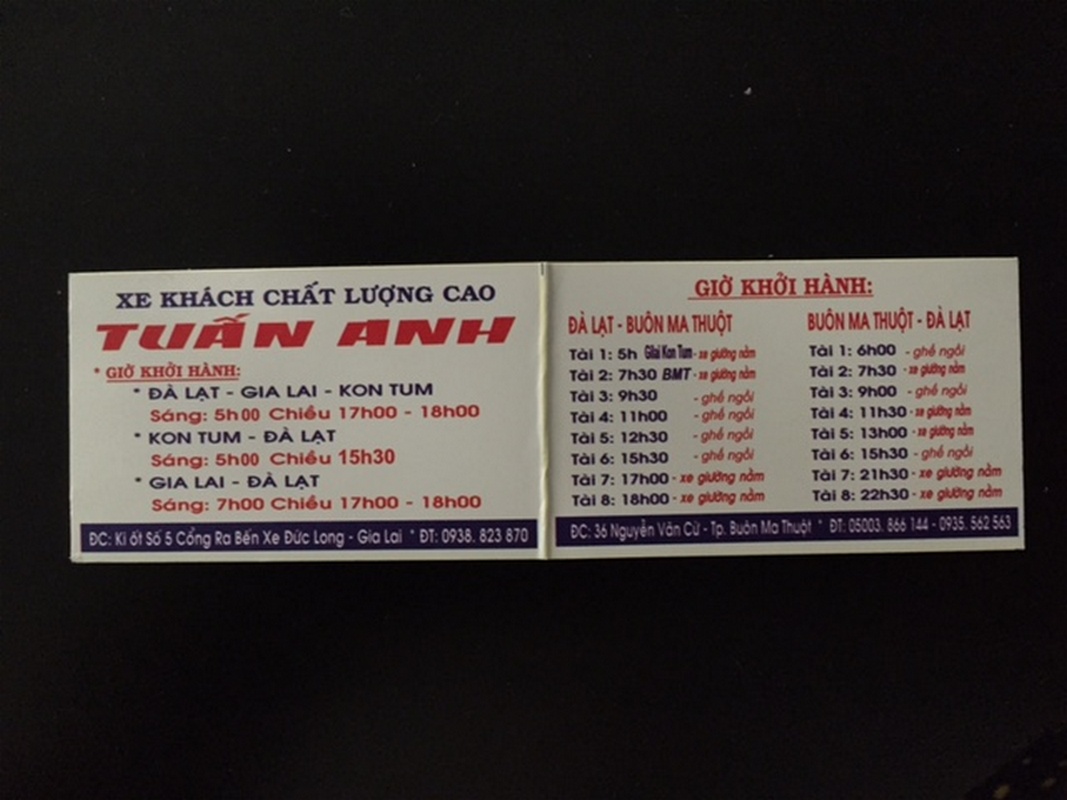 XE KHÁCH CHẤT LƯỢNG CAO
TUẤN ANH
* GIỜ KHỞI HÀNH:
* ĐÀ LẠT - GIA LAI - KON TUM
Sáng: 5h00 Chiều 17h00 - 18h00
* KON TUM - ĐÀ LẠT
Sáng: 5h00 Chiều 15h30
* GIA LAI - ĐÀ LẠT
Sáng: 7h00 Chiều 17h00 - 18h00
ĐC: Ki ốt Số 5 Cổng Ra Bến Xe Đức Long - Gia Lai * ĐT: 0938. 823 870
GIỜ KHỞI HÀNH:
ĐÀ LẠT - BUÔN MA THUỘT
Tài 1: 5h Glai Kon Tum - xe giường nằm
Tài 2: 7h30 BMT - xe giường nằm
Tài 3: 9h30 - ghế ngồi
Tài 4: 11h00 - ghế ngồi
Tài 5: 12h30 - ghế ngồi
Tài 6: 15h30 - ghế ngồi
Tài 7: 17h00 - xe giường nằm
Tài 8: 18h00 - xe giường nằm
BUÔN MA THUỘT - ĐÀ LẠT
Tài 1: 6h00 - ghế ngồi
Tài 2: 7h30 - xe giường nằm
Tài 3: 9h00 - ghế ngồi
Tài 4: 11h30 - xe giường nằm
Tài 5: 13h00 - xe giường nằm
Tài 6: 15h30 - ghế ngồi
Tài 7: 21h30 - xe giường nằm
Tài 8: 22h30 - xe giường nằm
ĐC: 36 Nguyễn Văn Cừ - Tp. Buôn Ma Thuột * ĐT: 05003. 866 144 - 0935. 562 563